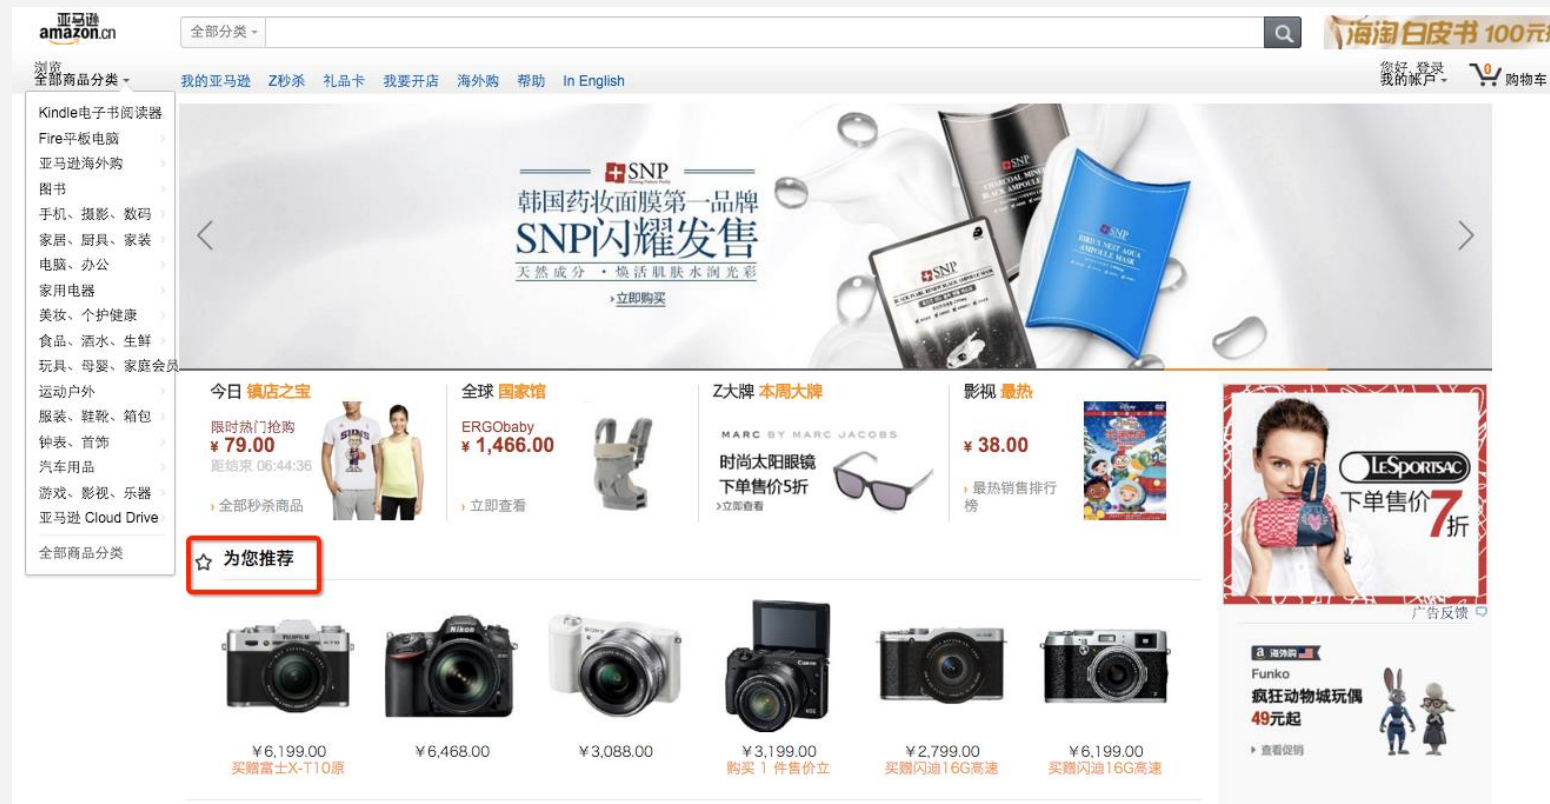 亚马逊
amazon.cn
全部分类
海淘白皮书 100元
浏览
全部商品分类
我的亚马逊 Z秒杀 礼品卡 我要开店 海外购 帮助 In English
您好, 登录
我的帐户
0
购物车
Kindle电子书阅读器
Fire平板电脑
亚马逊海外购
图书
手机、摄影、数码
家居、厨具、家装
电脑、办公
家用电器
美妆、个护健康
食品、酒水、生鲜
玩具、母婴、家庭会员
运动户外
服装、鞋靴、箱包
钟表、首饰
汽车用品
游戏、影视、乐器
亚马逊 Cloud Drive
全部商品分类
SNP
韩国药妆面膜第一品牌
SNP闪耀发售
天然成分 · 焕活肌肤水润光彩
›立即购买
SNP
CHARCOAL MINERAL
BLACK AMPOULE
SNP
BIRD'S NEST AQUA
AMPOULE MASK
SNP
今日 镇店之宝
限时热门抢购
¥ 79.00
距结束 06:44:36
› 全部秒杀商品
全球 国家馆
ERGObaby
¥ 1,466.00
› 立即查看
Z大牌 本周大牌
MARC BY MARC JACOBS
时尚太阳眼镜
下单售价5折
›立即查看
影视 最热
¥ 38.00
› 最热销售排行
榜
LESPORTSAC
下单售价7折
广告反馈
为您推荐
FUJIFILM
X-T10
Nikon
SONY
Canon
EOS
¥6,199.00
买赠富士X-T10原
¥6,468.00
¥3,088.00
¥3,199.00
购买 1 件售价立
¥2,799.00
买赠闪迪16G高速
¥6,199.00
买赠闪迪16G高速
a 海外购
Funko
疯狂动物城玩偶
49元起
查看促销